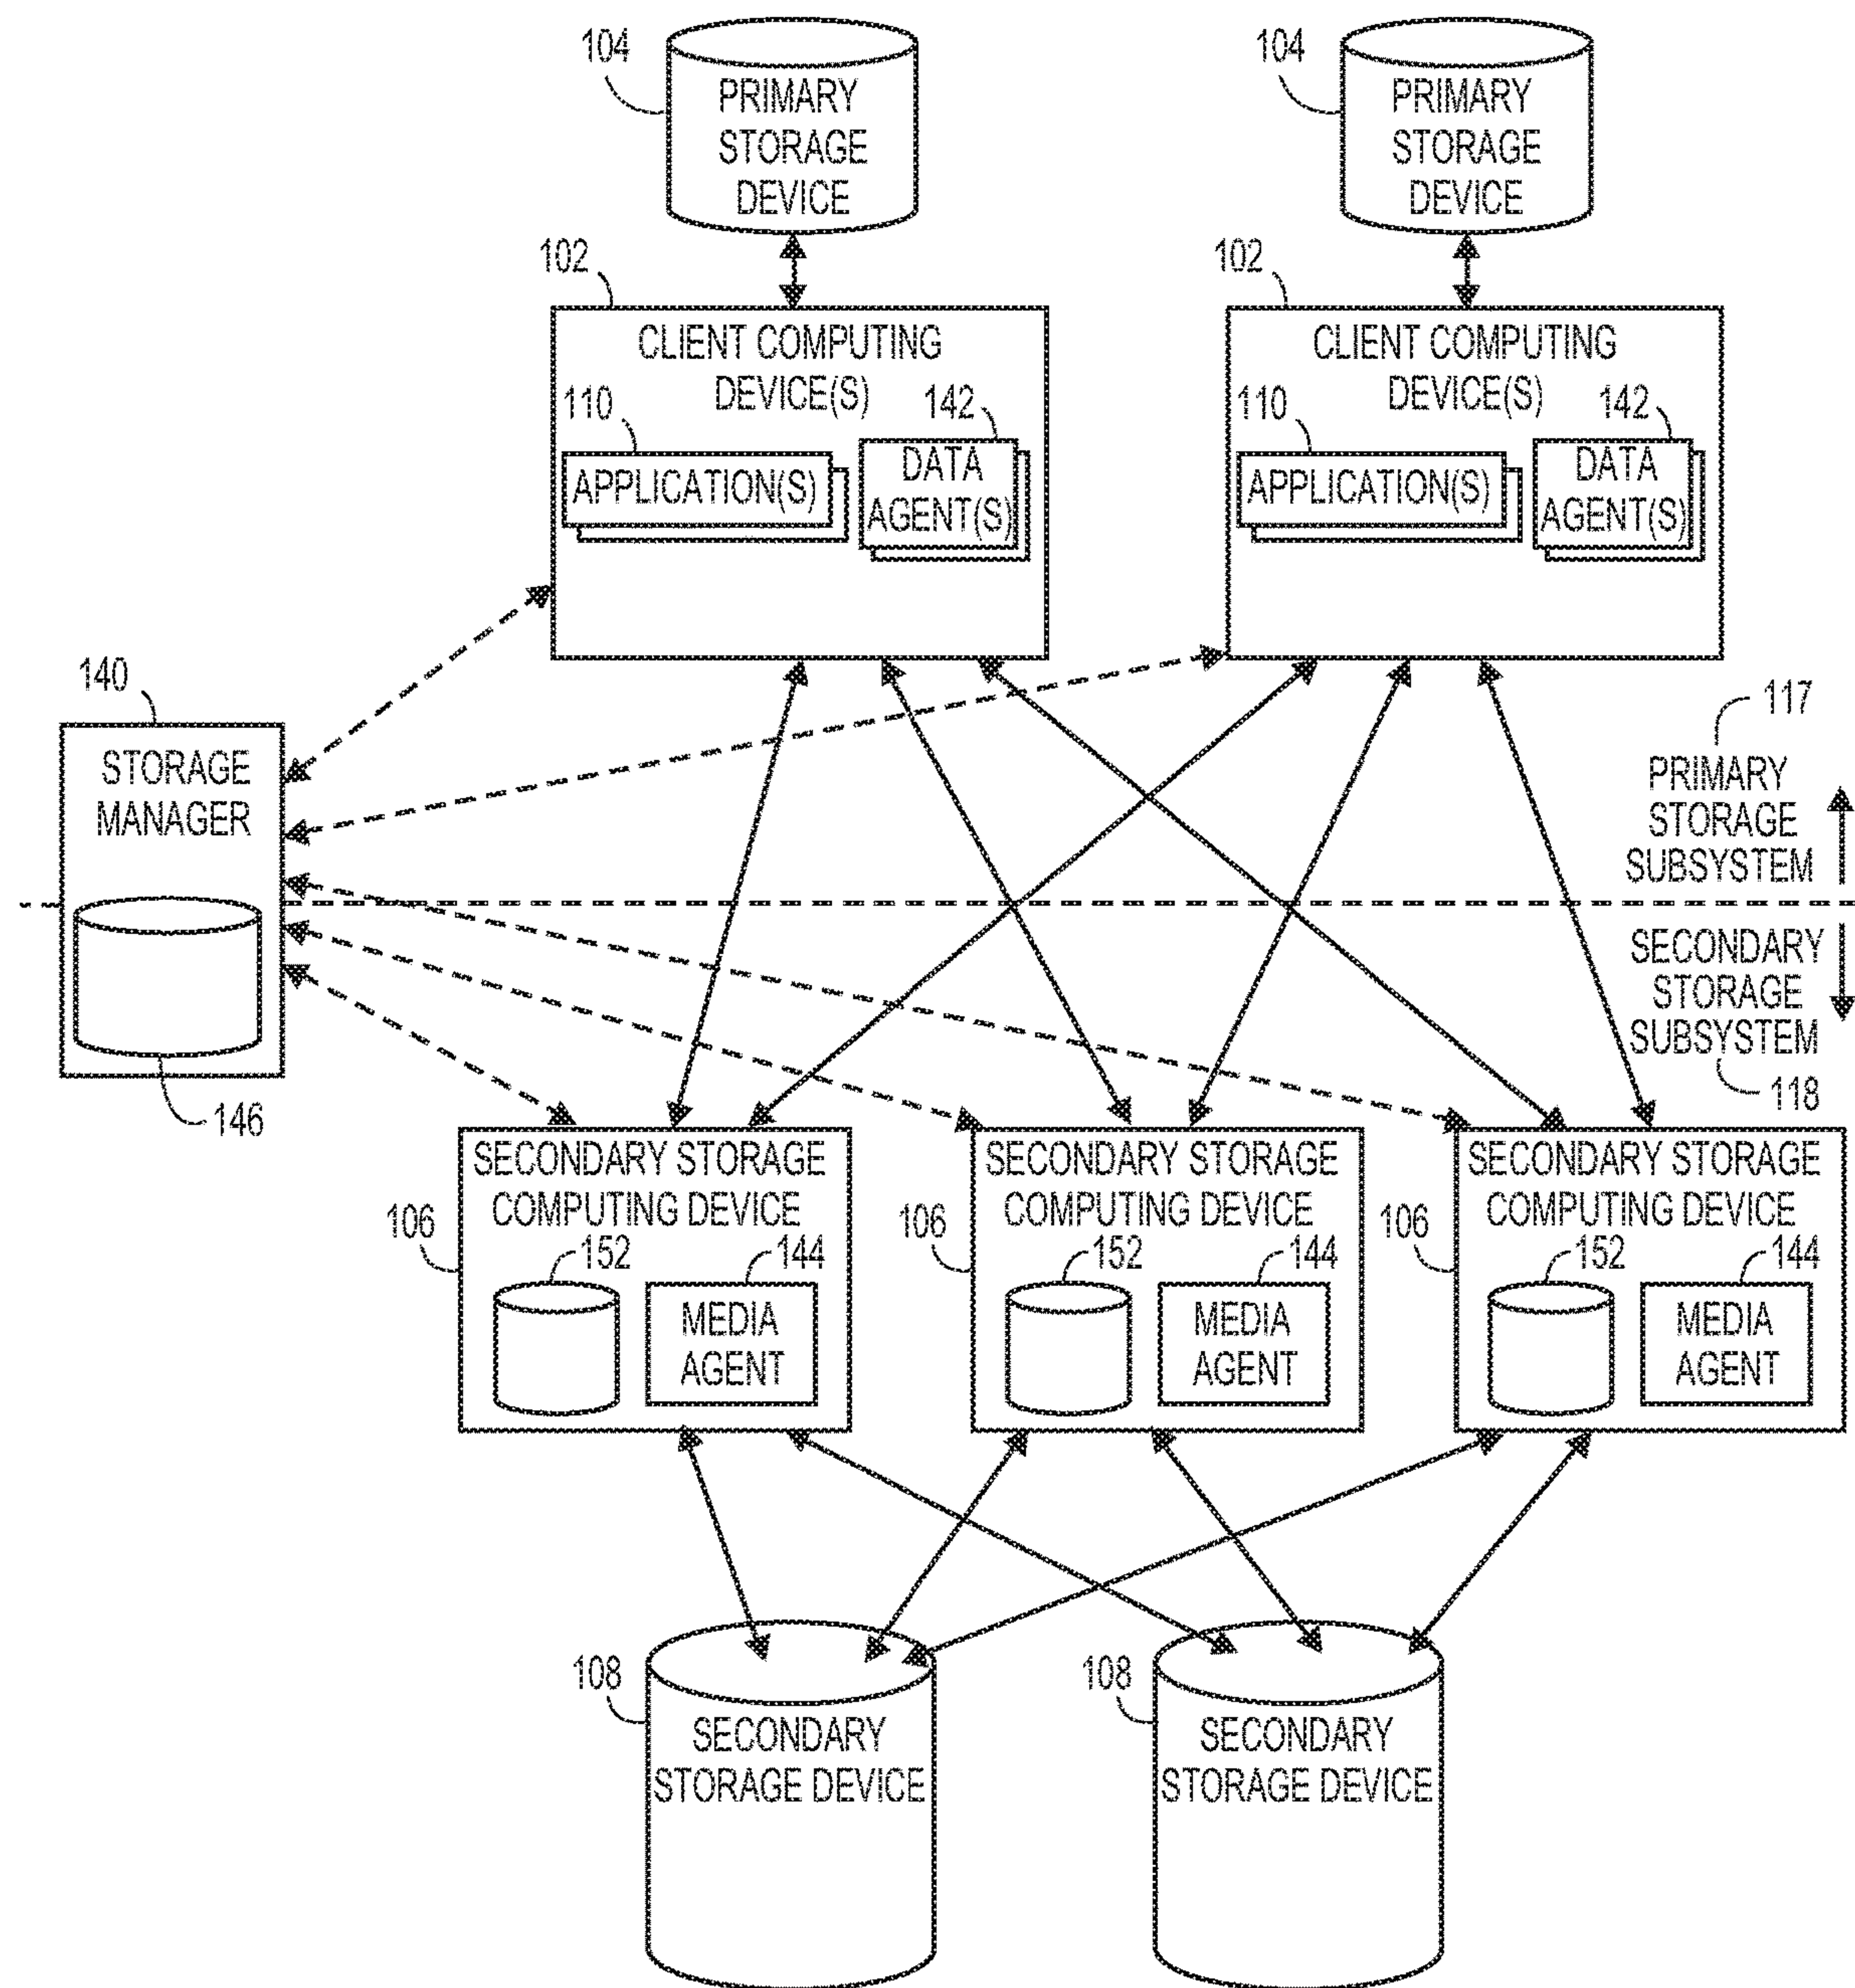 104
PRIMARY
STORAGE
DEVICE
104
PRIMARY
STORAGE
DEVICE
102
CLIENT COMPUTING
DEVICE(S)
110
APPLICATION(S)
142
DATA
AGENT(S)
102
CLIENT COMPUTING
DEVICE(S)
110
APPLICATION(S)
142
DATA
AGENT(S)
140
STORAGE
MANAGER
146
117
PRIMARY
STORAGE
SUBSYSTEM
SECONDARY
STORAGE
SUBSYSTEM
118
106
SECONDARY STORAGE
COMPUTING DEVICE
152
144
MEDIA
AGENT
106
SECONDARY STORAGE
COMPUTING DEVICE
152
144
MEDIA
AGENT
106
SECONDARY STORAGE
COMPUTING DEVICE
152
144
MEDIA
AGENT
108
SECONDARY
STORAGE DEVICE
108
SECONDARY
STORAGE DEVICE